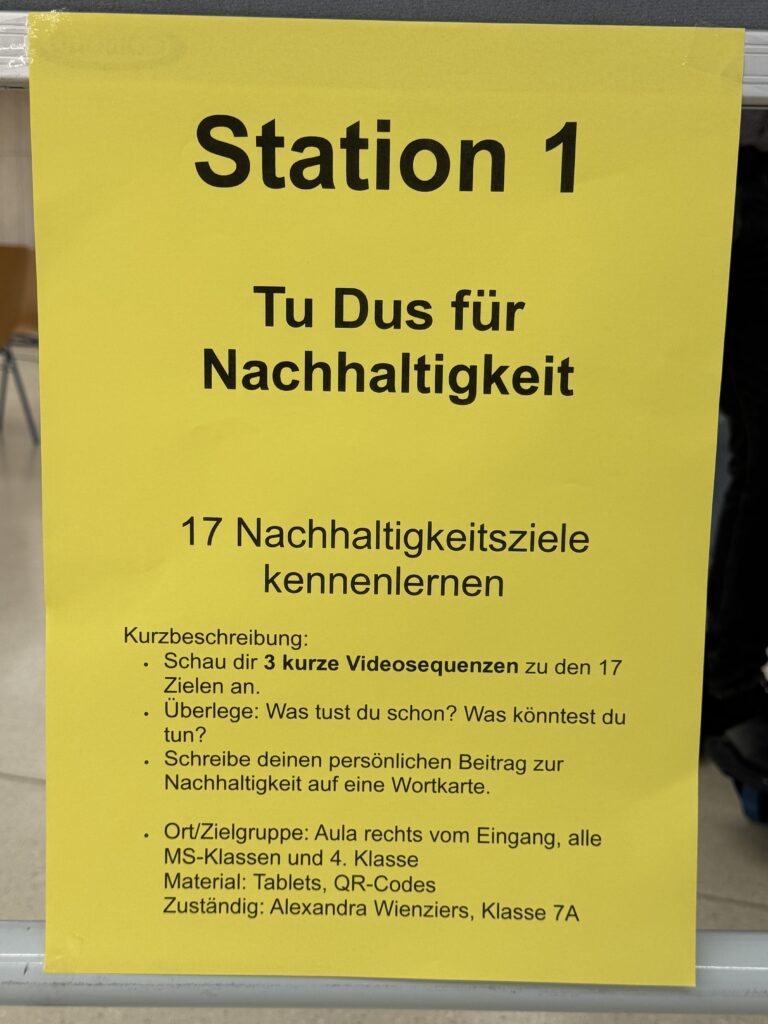 Station 1
Tu Dus für
Nachhaltigkeit
17 Nachhaltigkeitsziele
kennenlernen
Kurzbeschreibung:
• Schau dir 3 kurze Videosequenzen zu den 17
Zielen an.
• Überlege: Was tust du schon? Was könntest du
tun?
• Schreibe deinen persönlichen Beitrag zur
Nachhaltigkeit auf eine Wortkarte.
• Ort/Zielgruppe: Aula rechts vom Eingang, alle
MS-Klassen und 4. Klasse
Material: Tablets, QR-Codes
Zuständig: Alexandra Wienziers, Klasse 7A